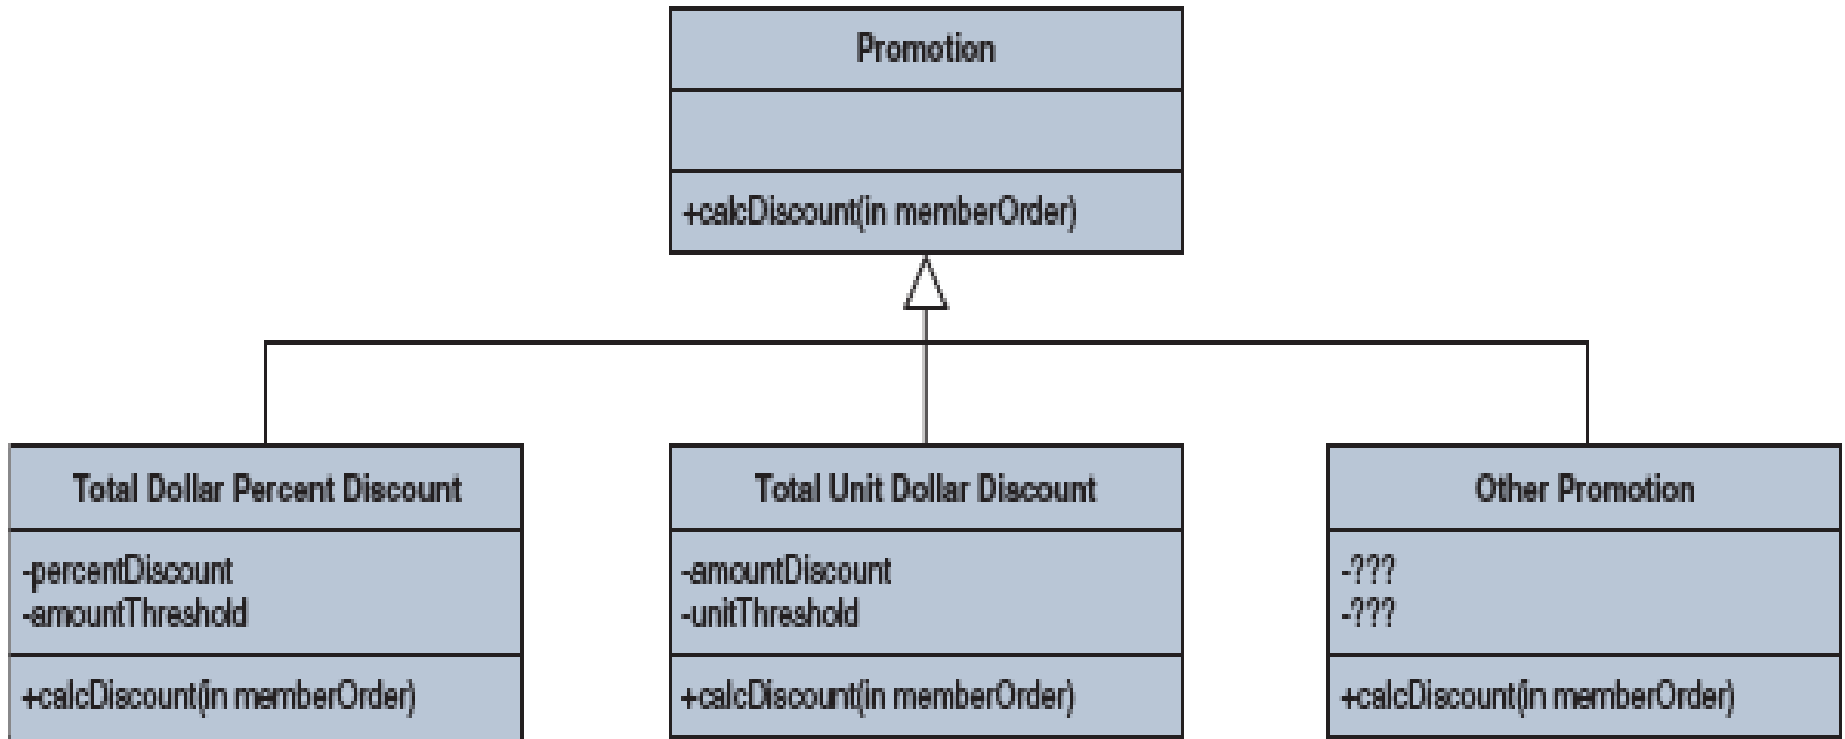 Promotion
+calcDiscount(in memberOrder)
Total Dollar Percent Discount
-percentDiscount
-amountThreshold
+calcDiscount(in memberOrder)
Total Unit Dollar Discount
-amountDiscount
-unitThreshold
+calcDiscount(in memberOrder)
Other Promotion
-???
-???
+calcDiscount(in memberOrder)